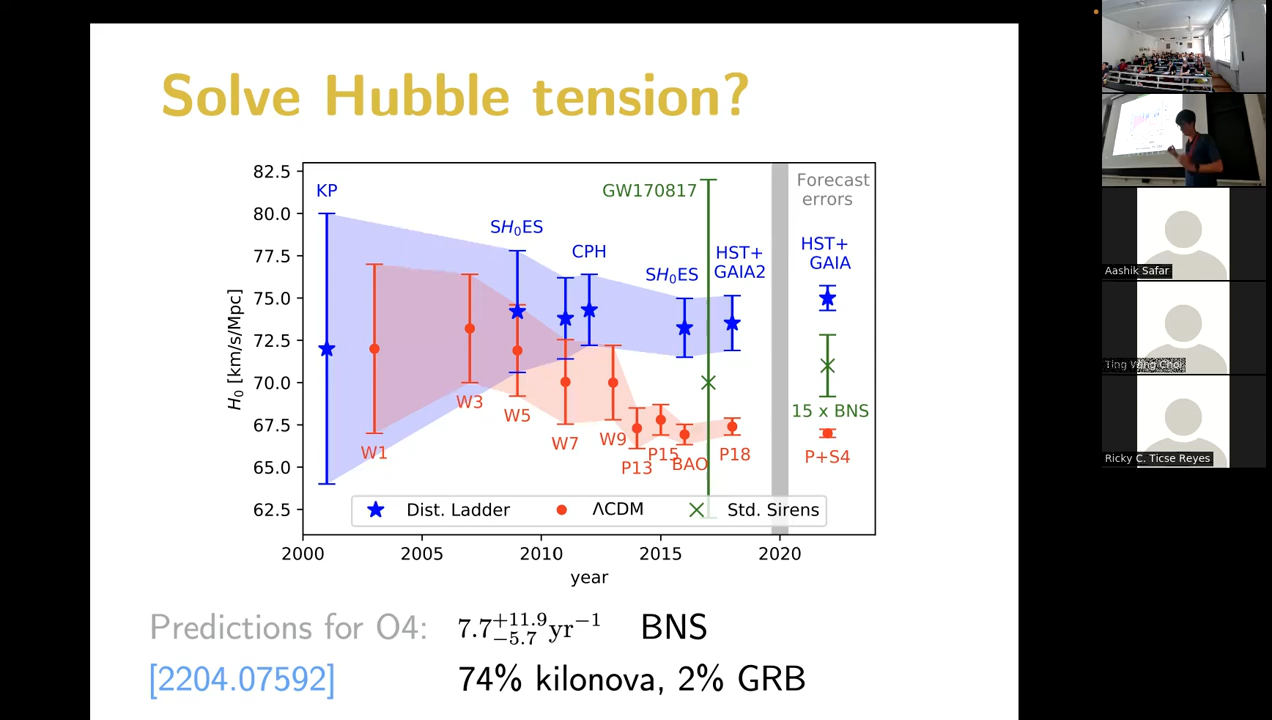 Solve Hubble tension?
82.5
80.0
77.5
75.0
72.5
70.0
67.5
65.0
62.5
H₀ [km/s/Mpc]
KP
SH₀ES
CPH
GW170817
SH₀ES
HST+
GAIA2
Forecast
errors
HST+
GAIA
W1
W3
W5
W7
W9
P13
P15
BAO
P18
15 x BNS
P+S4
Dist. Ladder
ΛCDM
Std. Sirens
2000
2005
2010
2015
2020
year
Predictions for O4: 7.7^{+11.9}_{-5.7} yr⁻¹ BNS
[2204.07592] 74% kilonova, 2% GRB
Aashik Safar
Ricky C. Ticse Reyes